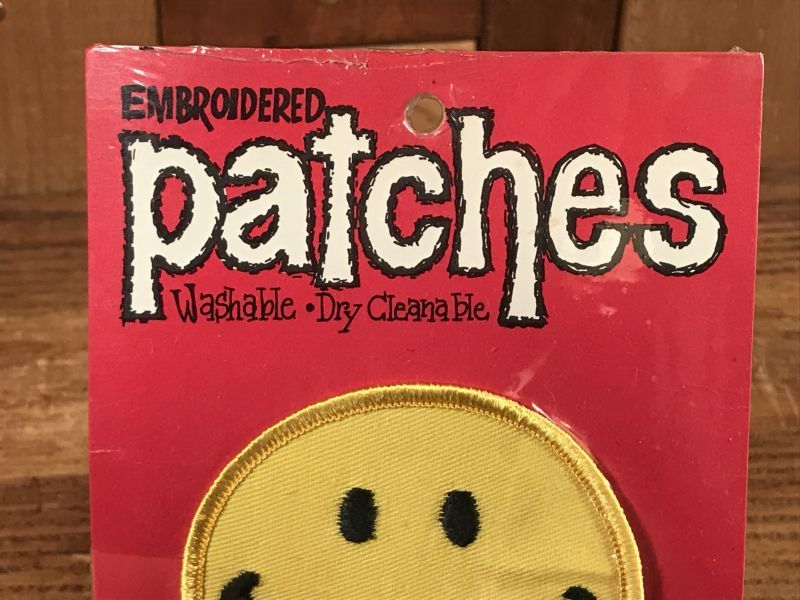 EMBROIDERED
patches
Washable • Dry Cleanable